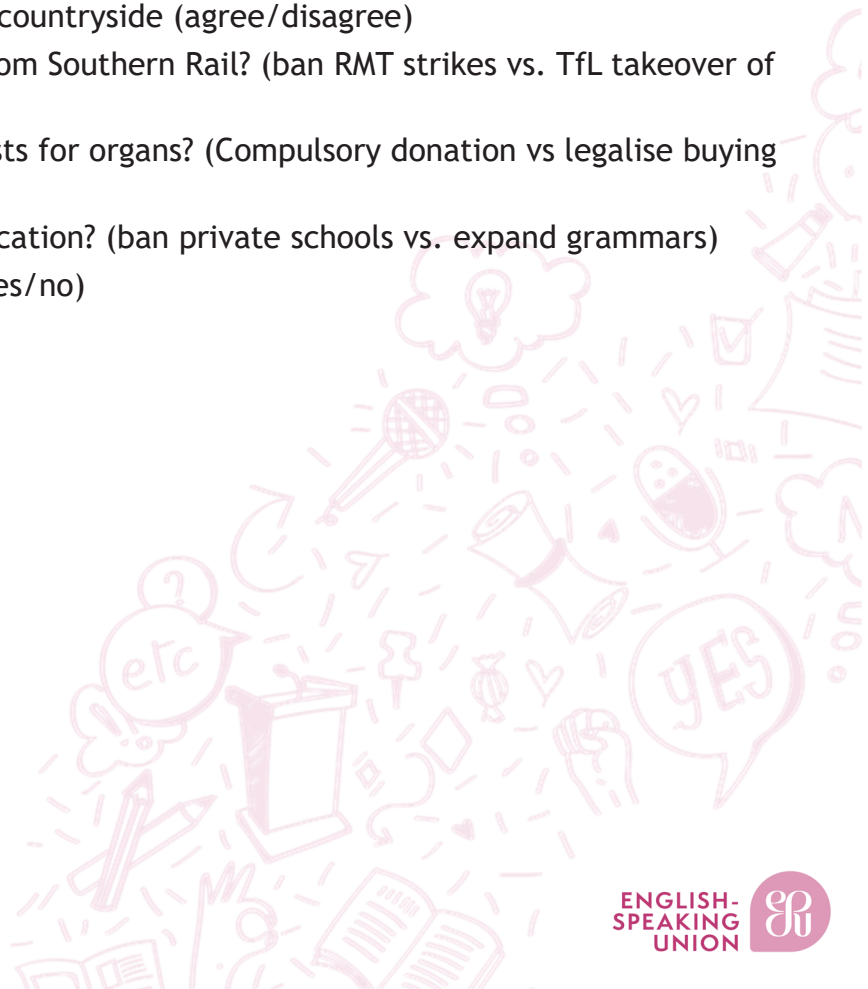 countryside (agree/disagree)
om Southern Rail? (ban RMT strikes vs. TfL takeover of
sts for organs? (Compulsory donation vs legalise buying
cation? (ban private schools vs. expand grammars)
es/no)
?
etc
YES
ENGLISH-
SPEAKING
UNION